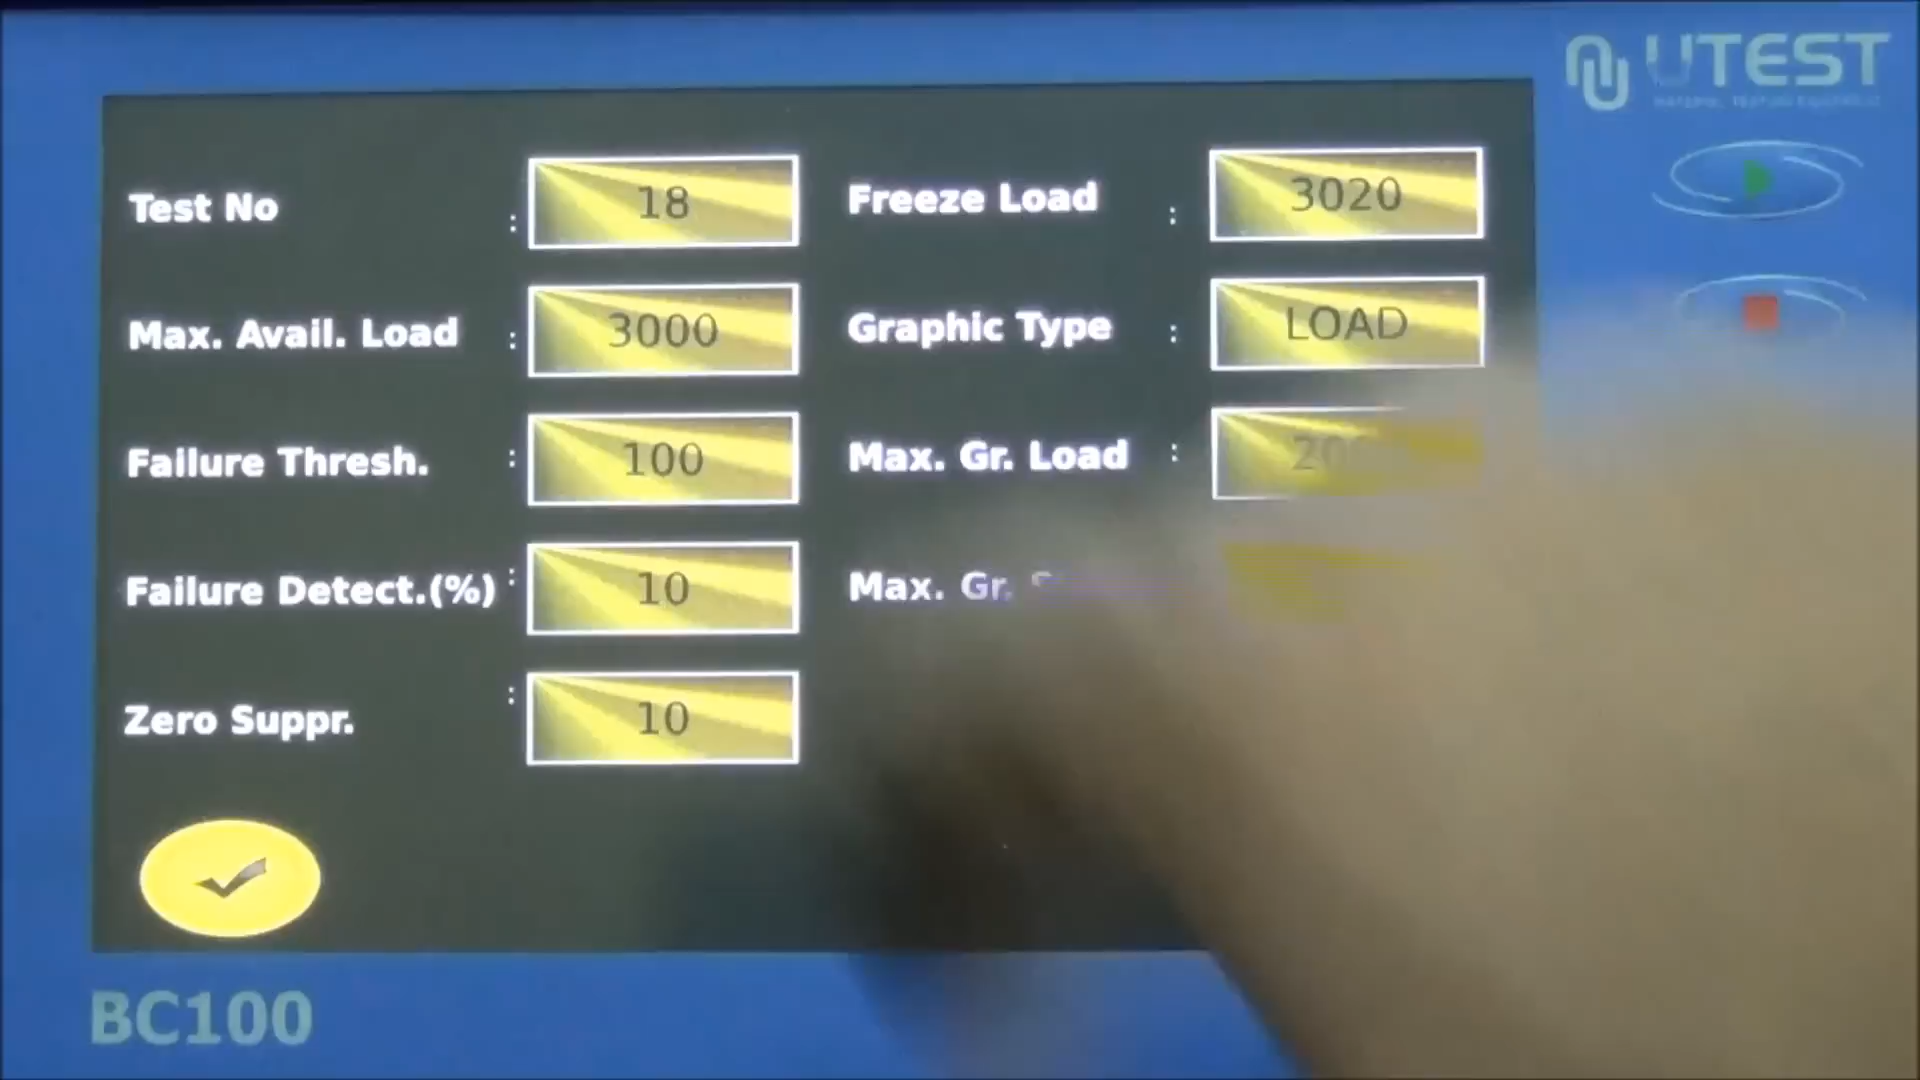 UTEST
Test No : 18
Max. Avail. Load : 3000
Failure Thresh. : 100
Failure Detect.(%) : 10
Zero Suppr. : 10
Freeze Load : 3020
Graphic Type : LOAD
Max. Gr. Load :
Max. Gr.
BC100